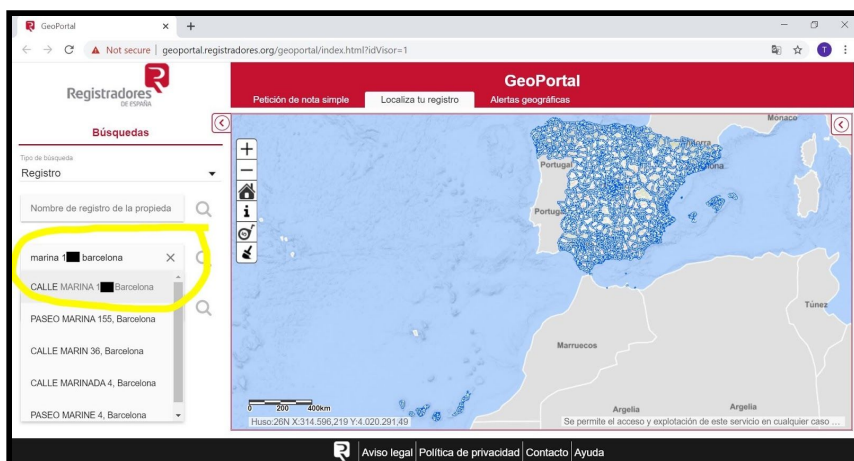 GeoPortal
Not secure | geoportal.registradores.org/geoportal/index.html?idVisor=1
T
Registradores
DE ESPAÑA
GeoPortal
Petición de nota simple
Localiza tu registro
Alertas geográficas
Búsquedas
Tipo de búsqueda
Registro
Nombre de registro de la propieda
marina 1 barcelona
CALLE MARINA 1 Barcelona
PASEO MARINA 155, Barcelona
CALLE MARIN 36, Barcelona
CALLE MARINADA 4, Barcelona
PASEO MARINE 4, Barcelona
Mónaco
Portugal
Túnez
Marruecos
Argelia
Argelia
0 200 400km
Huso:26N X:314.596,219 Y:4.020.291,49
Se permite el acceso y explotación de este servicio en cualquier caso ...
Aviso legal | Política de privacidad | Contacto | Ayuda